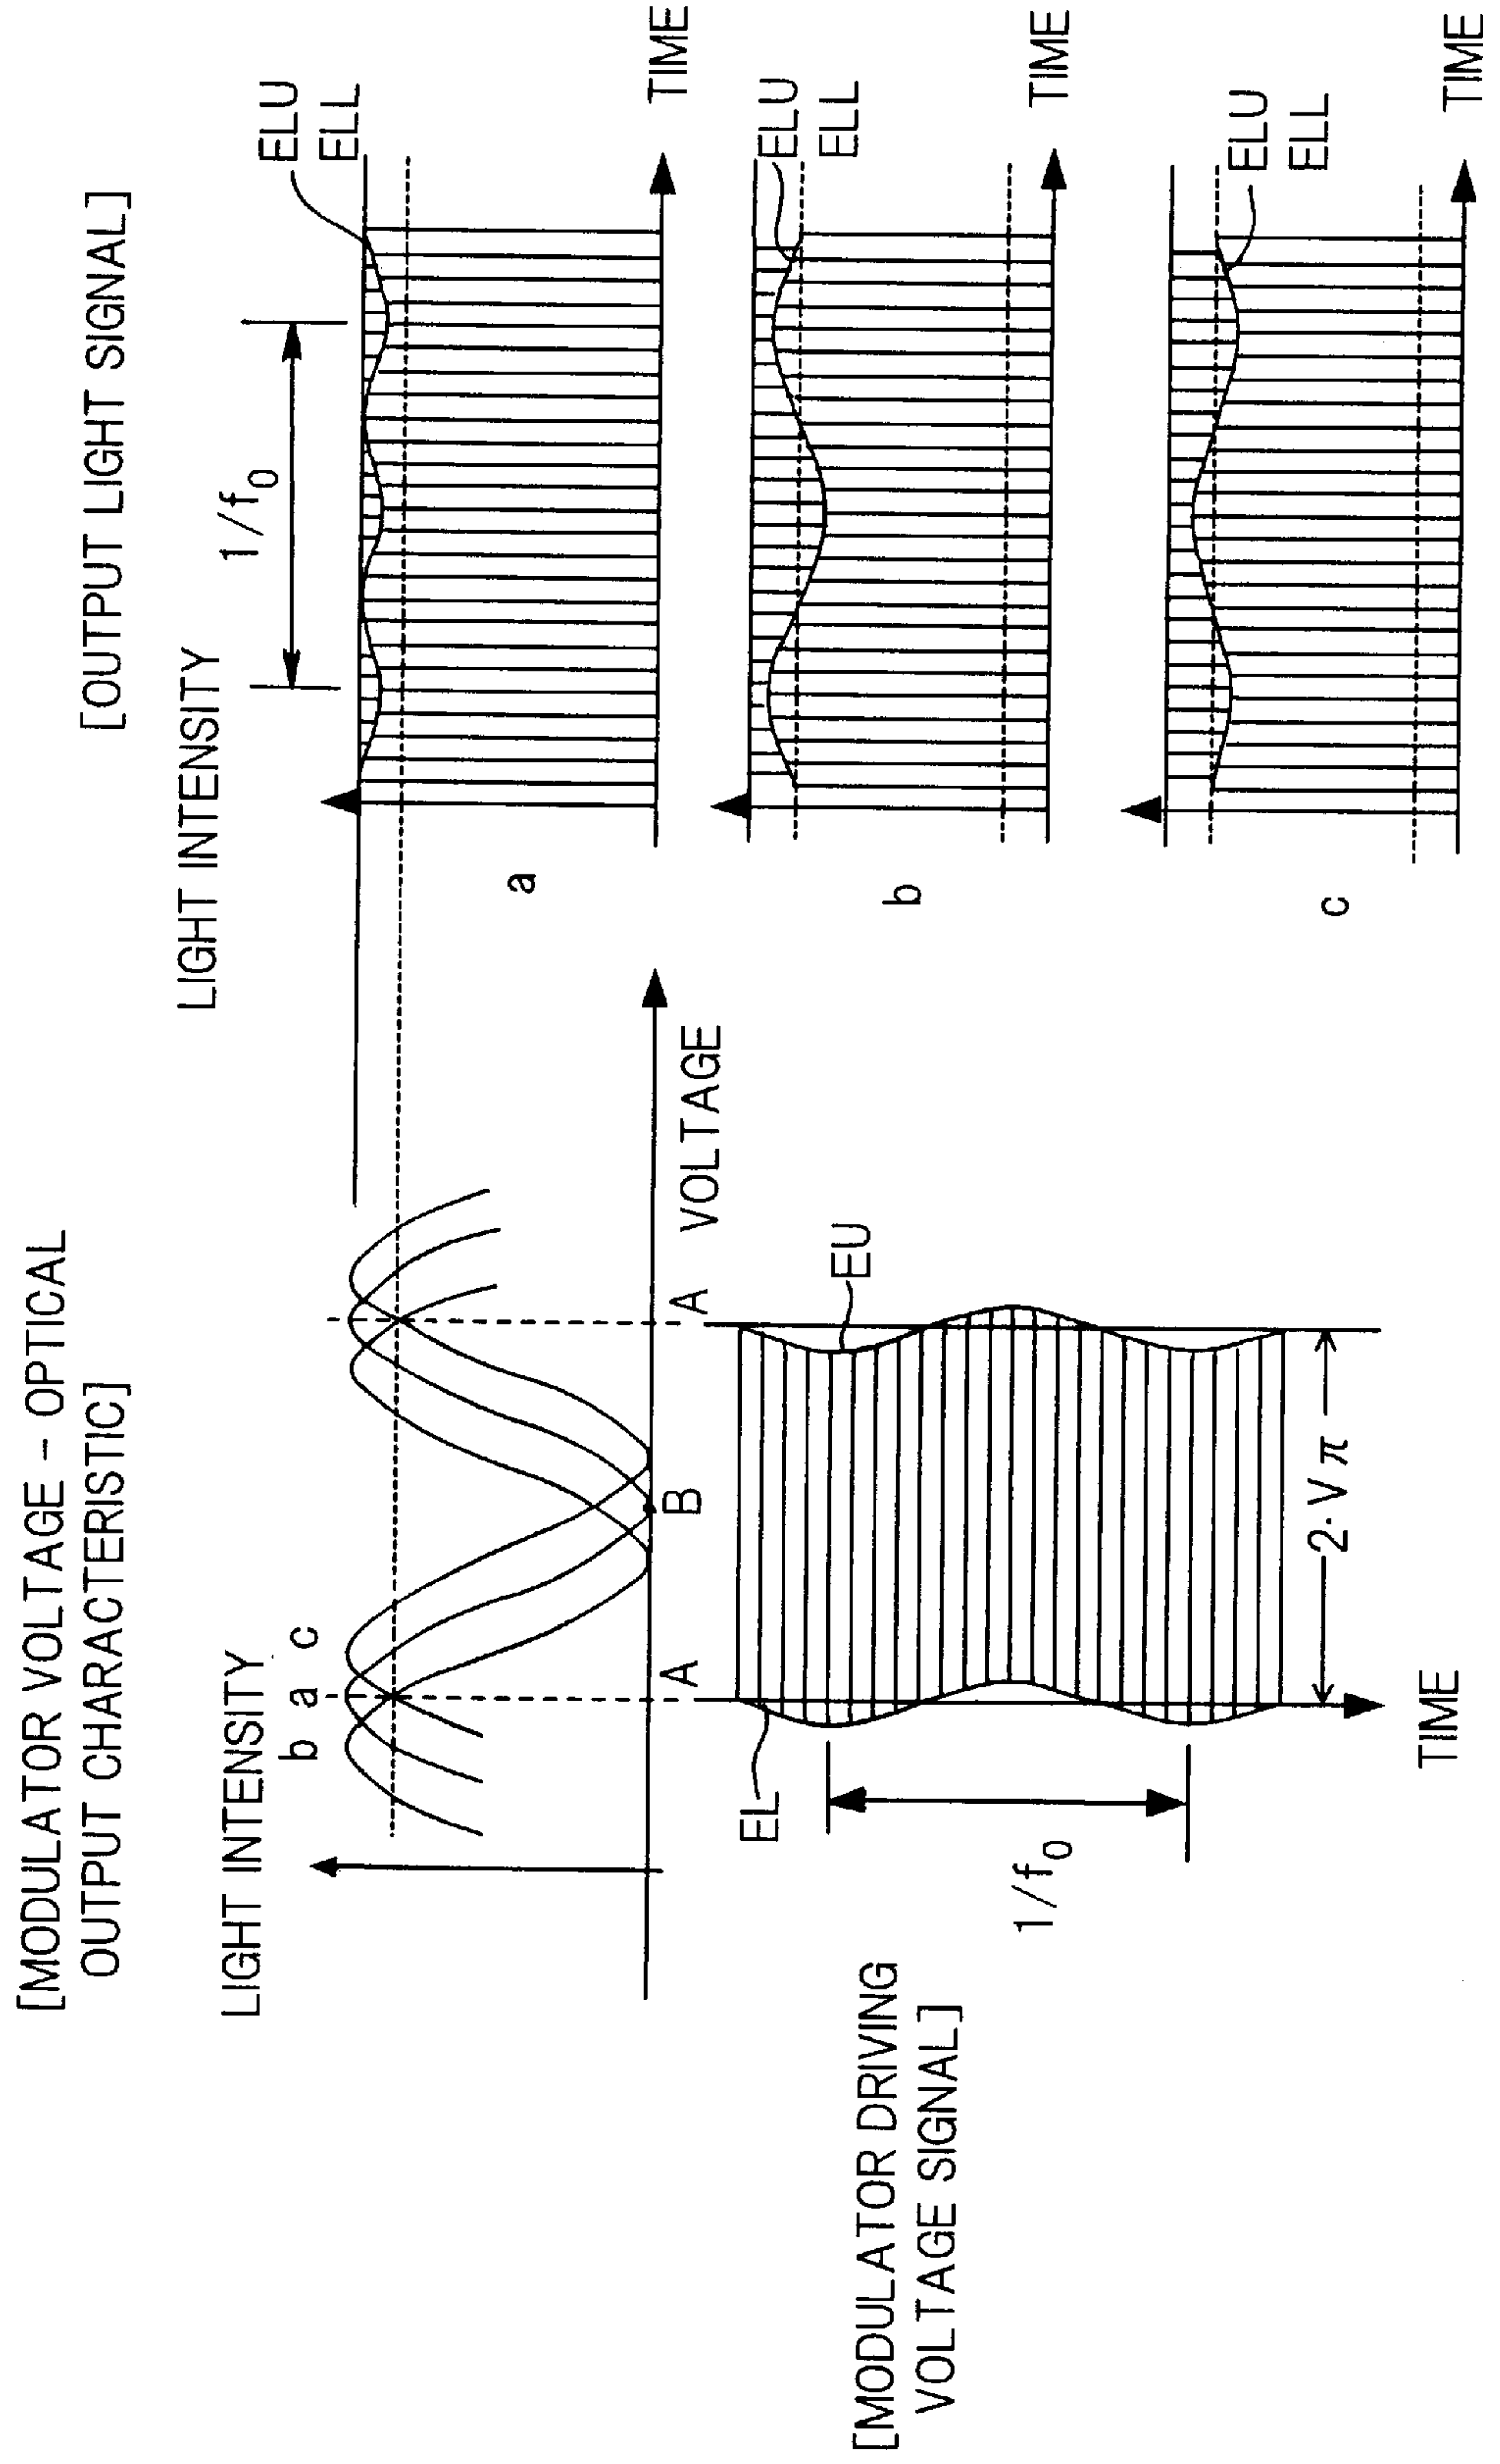 [MODULATOR VOLTAGE – OPTICAL
OUTPUT CHARACTERISTIC]
[OUTPUT LIGHT SIGNAL]
LIGHT INTENSITY
b a c
A
B
A
VOLTAGE
LIGHT INTENSITY
1/f0
ELU
ELL
TIME
a
ELU
ELL
TIME
b
ELU
ELL
TIME
c
[MODULATOR DRIVING
VOLTAGE SIGNAL]
EL
EU
1/f0
2·Vπ
TIME